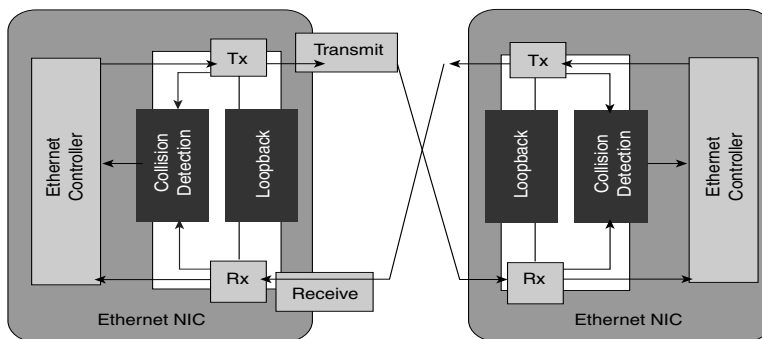 Tx
Transmit
Tx
Ethernet
Controller
Collision
Detection
Loopback
Loopback
Collision
Detection
Ethernet
Controller
Rx
Receive
Rx
Ethernet NIC
Ethernet NIC